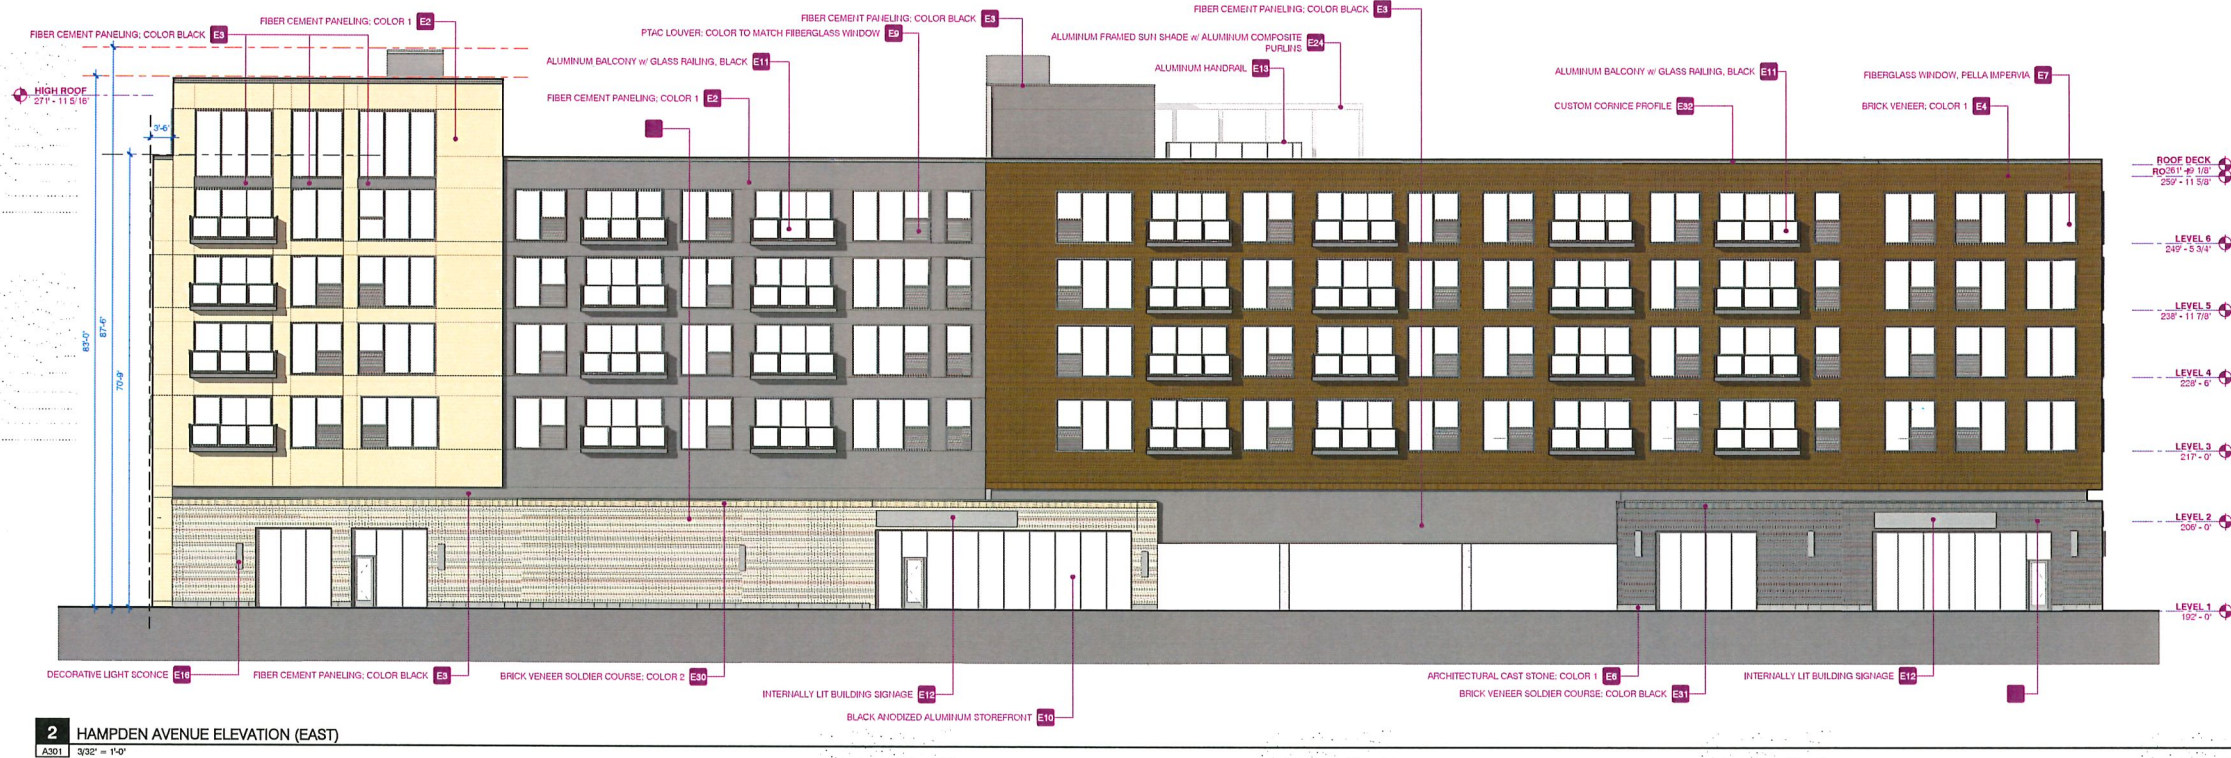 FIBER CEMENT PANELING; COLOR 1 E2
FIBER CEMENT PANELING; COLOR BLACK E3
FIBER CEMENT PANELING; COLOR BLACK E3
PTAC LOUVER; COLOR TO MATCH FIBERGLASS WINDOW E9
ALUMINUM BALCONY w/ GLASS RAILING, BLACK E11
FIBER CEMENT PANELING; COLOR 1 E2
FIBER CEMENT PANELING; COLOR BLACK E3
ALUMINUM FRAMED SUN SHADE w/ ALUMINUM COMPOSITE
PURLINS E24
ALUMINUM HANDRAIL E13
ALUMINUM BALCONY w/ GLASS RAILING, BLACK E11
CUSTOM CORNICE PROFILE E32
FIBERGLASS WINDOW, PELLA IMPERVIA E7
BRICK VENEER; COLOR 1 E4
HIGH ROOF
271' - 11 5/16"
3'-6"
83'-0"
87'-6"
70'-9"
ROOF DECK
261' - 9 1/8"
259' - 11 5/8"
LEVEL 6
249' - 5 3/4"
LEVEL 5
238' - 11 7/8"
LEVEL 4
228' - 6"
LEVEL 3
217' - 0"
LEVEL 2
206' - 0"
LEVEL 1
192' - 0"
DECORATIVE LIGHT SCONCE E18
FIBER CEMENT PANELING; COLOR BLACK E3
BRICK VENEER SOLDIER COURSE; COLOR 2 E30
INTERNALLY LIT BUILDING SIGNAGE E12
BLACK ANODIZED ALUMINUM STOREFRONT E10
ARCHITECTURAL CAST STONE; COLOR 1 E6
BRICK VENEER SOLDIER COURSE; COLOR BLACK E31
INTERNALLY LIT BUILDING SIGNAGE E12
2 HAMPDEN AVENUE ELEVATION (EAST)
A301 3/32" = 1'-0"